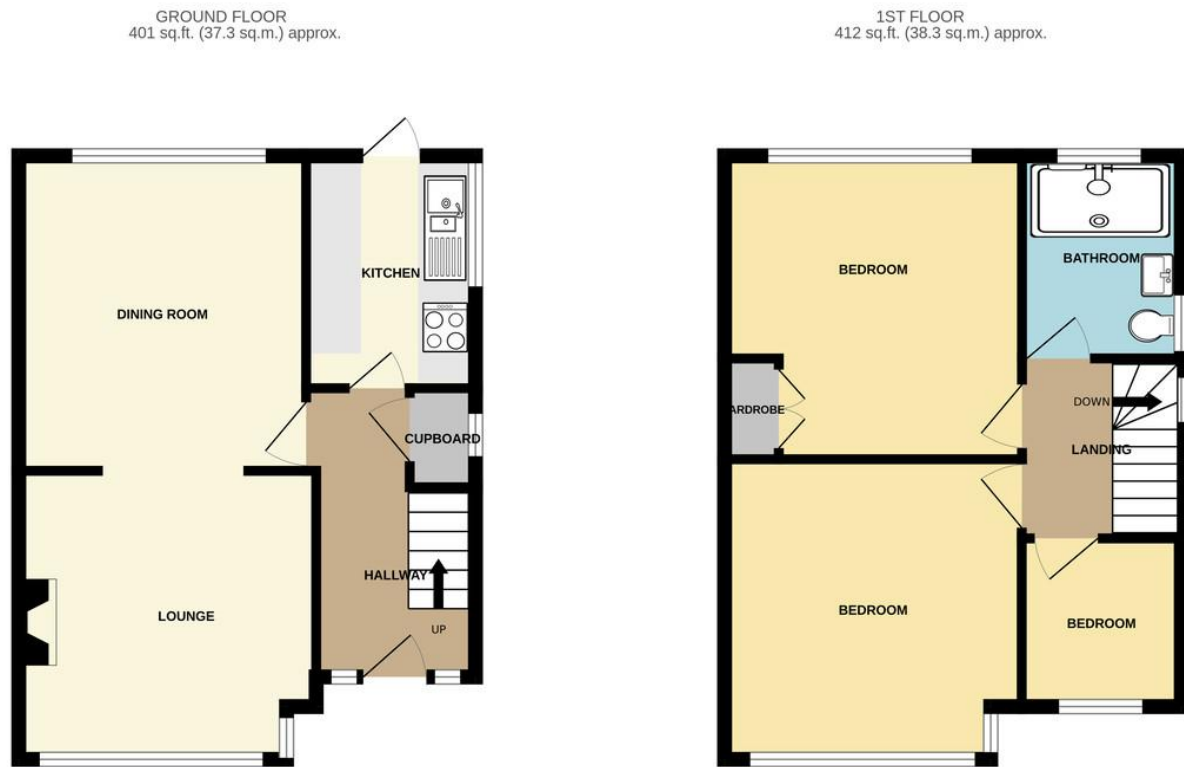 GROUND FLOOR
401 sq.ft. (37.3 sq.m.) approx.
1ST FLOOR
412 sq.ft. (38.3 sq.m.) approx.
KITCHEN
DINING ROOM
CUPBOARD
HALLWAY
LOUNGE
UP
BATHROOM
BEDROOM
DOWN
ARDROBE
LANDING
BEDROOM
BEDROOM